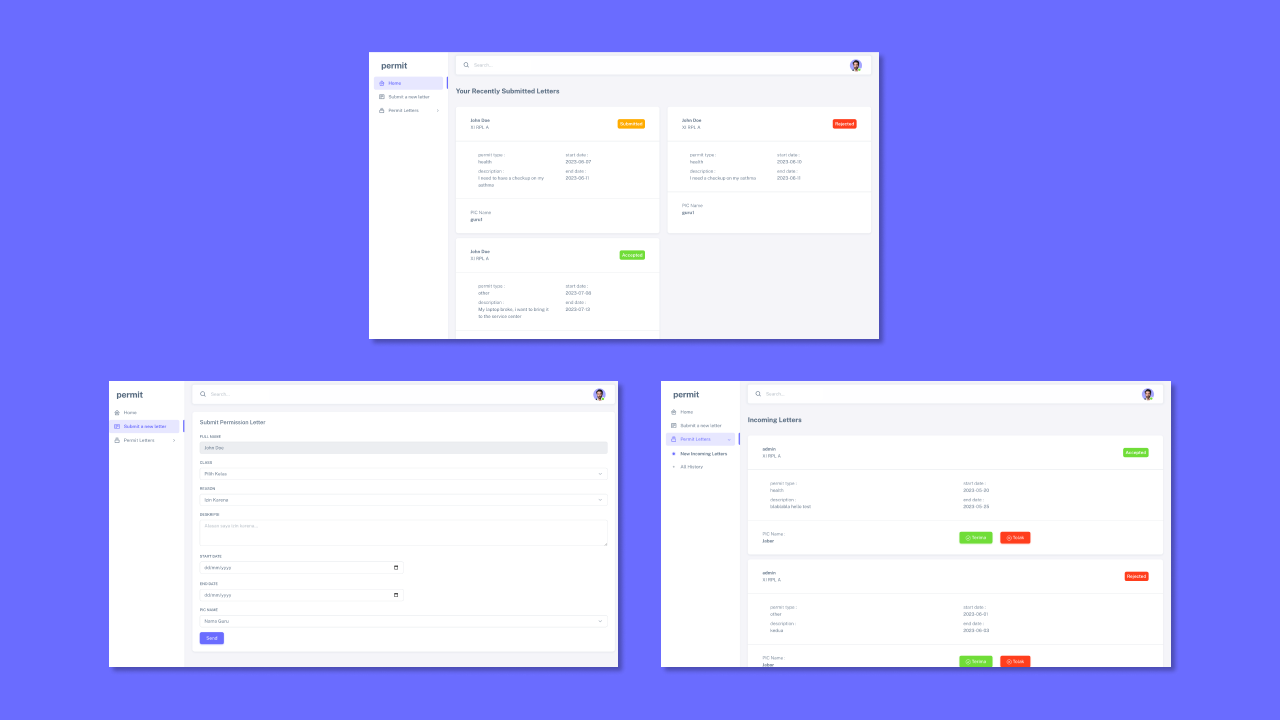 permit
Home
Submit a new letter
Permit Letters
Search...
Your Recently Submitted Letters
John Doe
XI RPL A
Submitted
permit type :
health
start date :
2023-06-07
description :
I need to have a checkup on my
asthma
end date :
2023-06-11
PIC Name
guru1
John Doe
XI RPL A
Rejected
permit type :
health
start date :
2023-06-10
description :
I need a checkup on my asthma
end date :
2023-06-11
PIC Name
guru1
John Doe
XI RPL A
Accepted
permit type :
other
start date :
2023-07-08
description :
My laptop broke, I want to bring it
to the service center
end date :
2023-07-13
permit
Home
Submit a new letter
Permit Letters
Search...
Submit Permission Letter
FULL NAME
John Doe
CLASS
Pilih Kelas
REASON
Izin Karena
DESKRIPSI
START DATE
dd/mm/yyyy
END DATE
dd/mm/yyyy
PIC NAME
Nama Guru
Send
permit
Home
Submit a new letter
Permit Letters
New Incoming Letters
All History
Search...
Incoming Letters
admin
XI RPL A
Accepted
permit type :
health
start date :
2023-05-20
description :
blablabla hello test
end date :
2023-05-25
PIC Name :
Jabar
Terima
Tolak
admin
XI RPL A
Rejected
permit type :
other
start date :
2023-06-01
description :
kedua
end date :
2023-06-03
PIC Name :
Jabar
Terima
Tolak